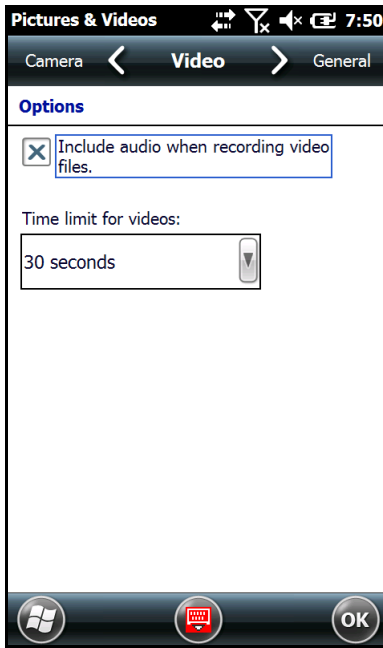 Pictures & Videos 7:50
Camera Video General
Options
Include audio when recording video
files.
Time limit for videos:
30 seconds
OK